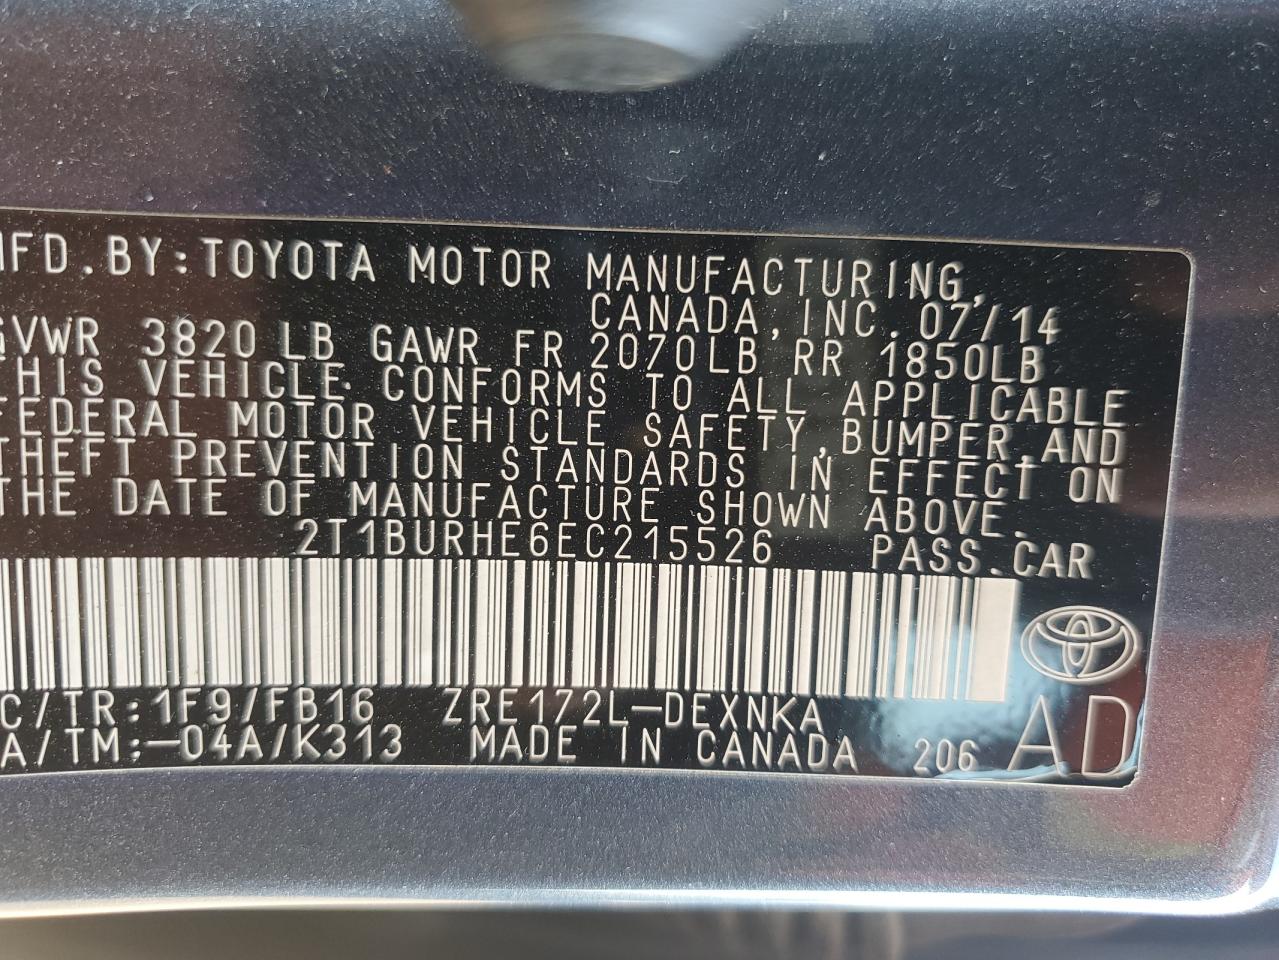 MFD.BY:TOYOTA MOTOR MANUFACTURING,
CANADA, INC. 07/14
GVWR 3820LB GAWR FR 2070LB RR 1850LB
THIS VEHICLE CONFORMS TO ALL APPLICABLE
FEDERAL MOTOR VEHICLE SAFETY,BUMPER,AND
THEFT PREVENTION STANDARDS IN EFFECT ON
THE DATE OF MANUFACTURE SHOWN ABOVE.
2T1BURHE6EC215526 PASS.CAR
C/TR:1F9/FB16 ZRE172L-DEXNKA
A/TM:-04A/K313 MADE IN CANADA 206 AD